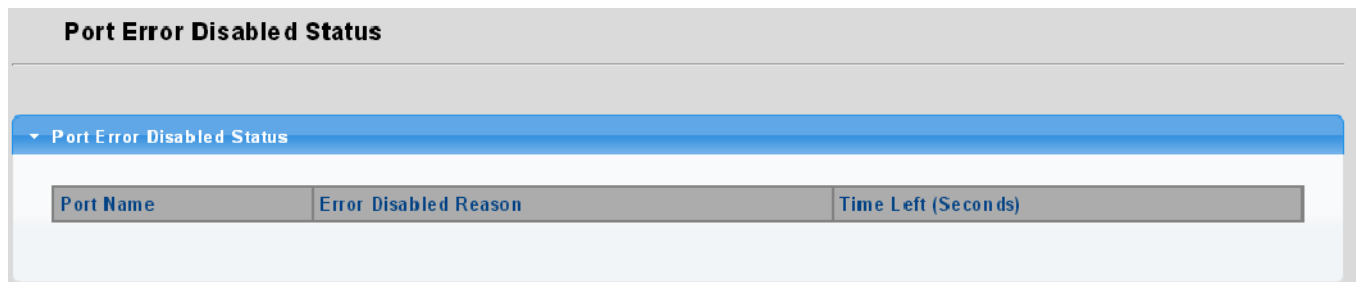 Port Error Disabled Status
Port Error Disabled Status
Port Name Error Disabled Reason Time Left (Seconds)